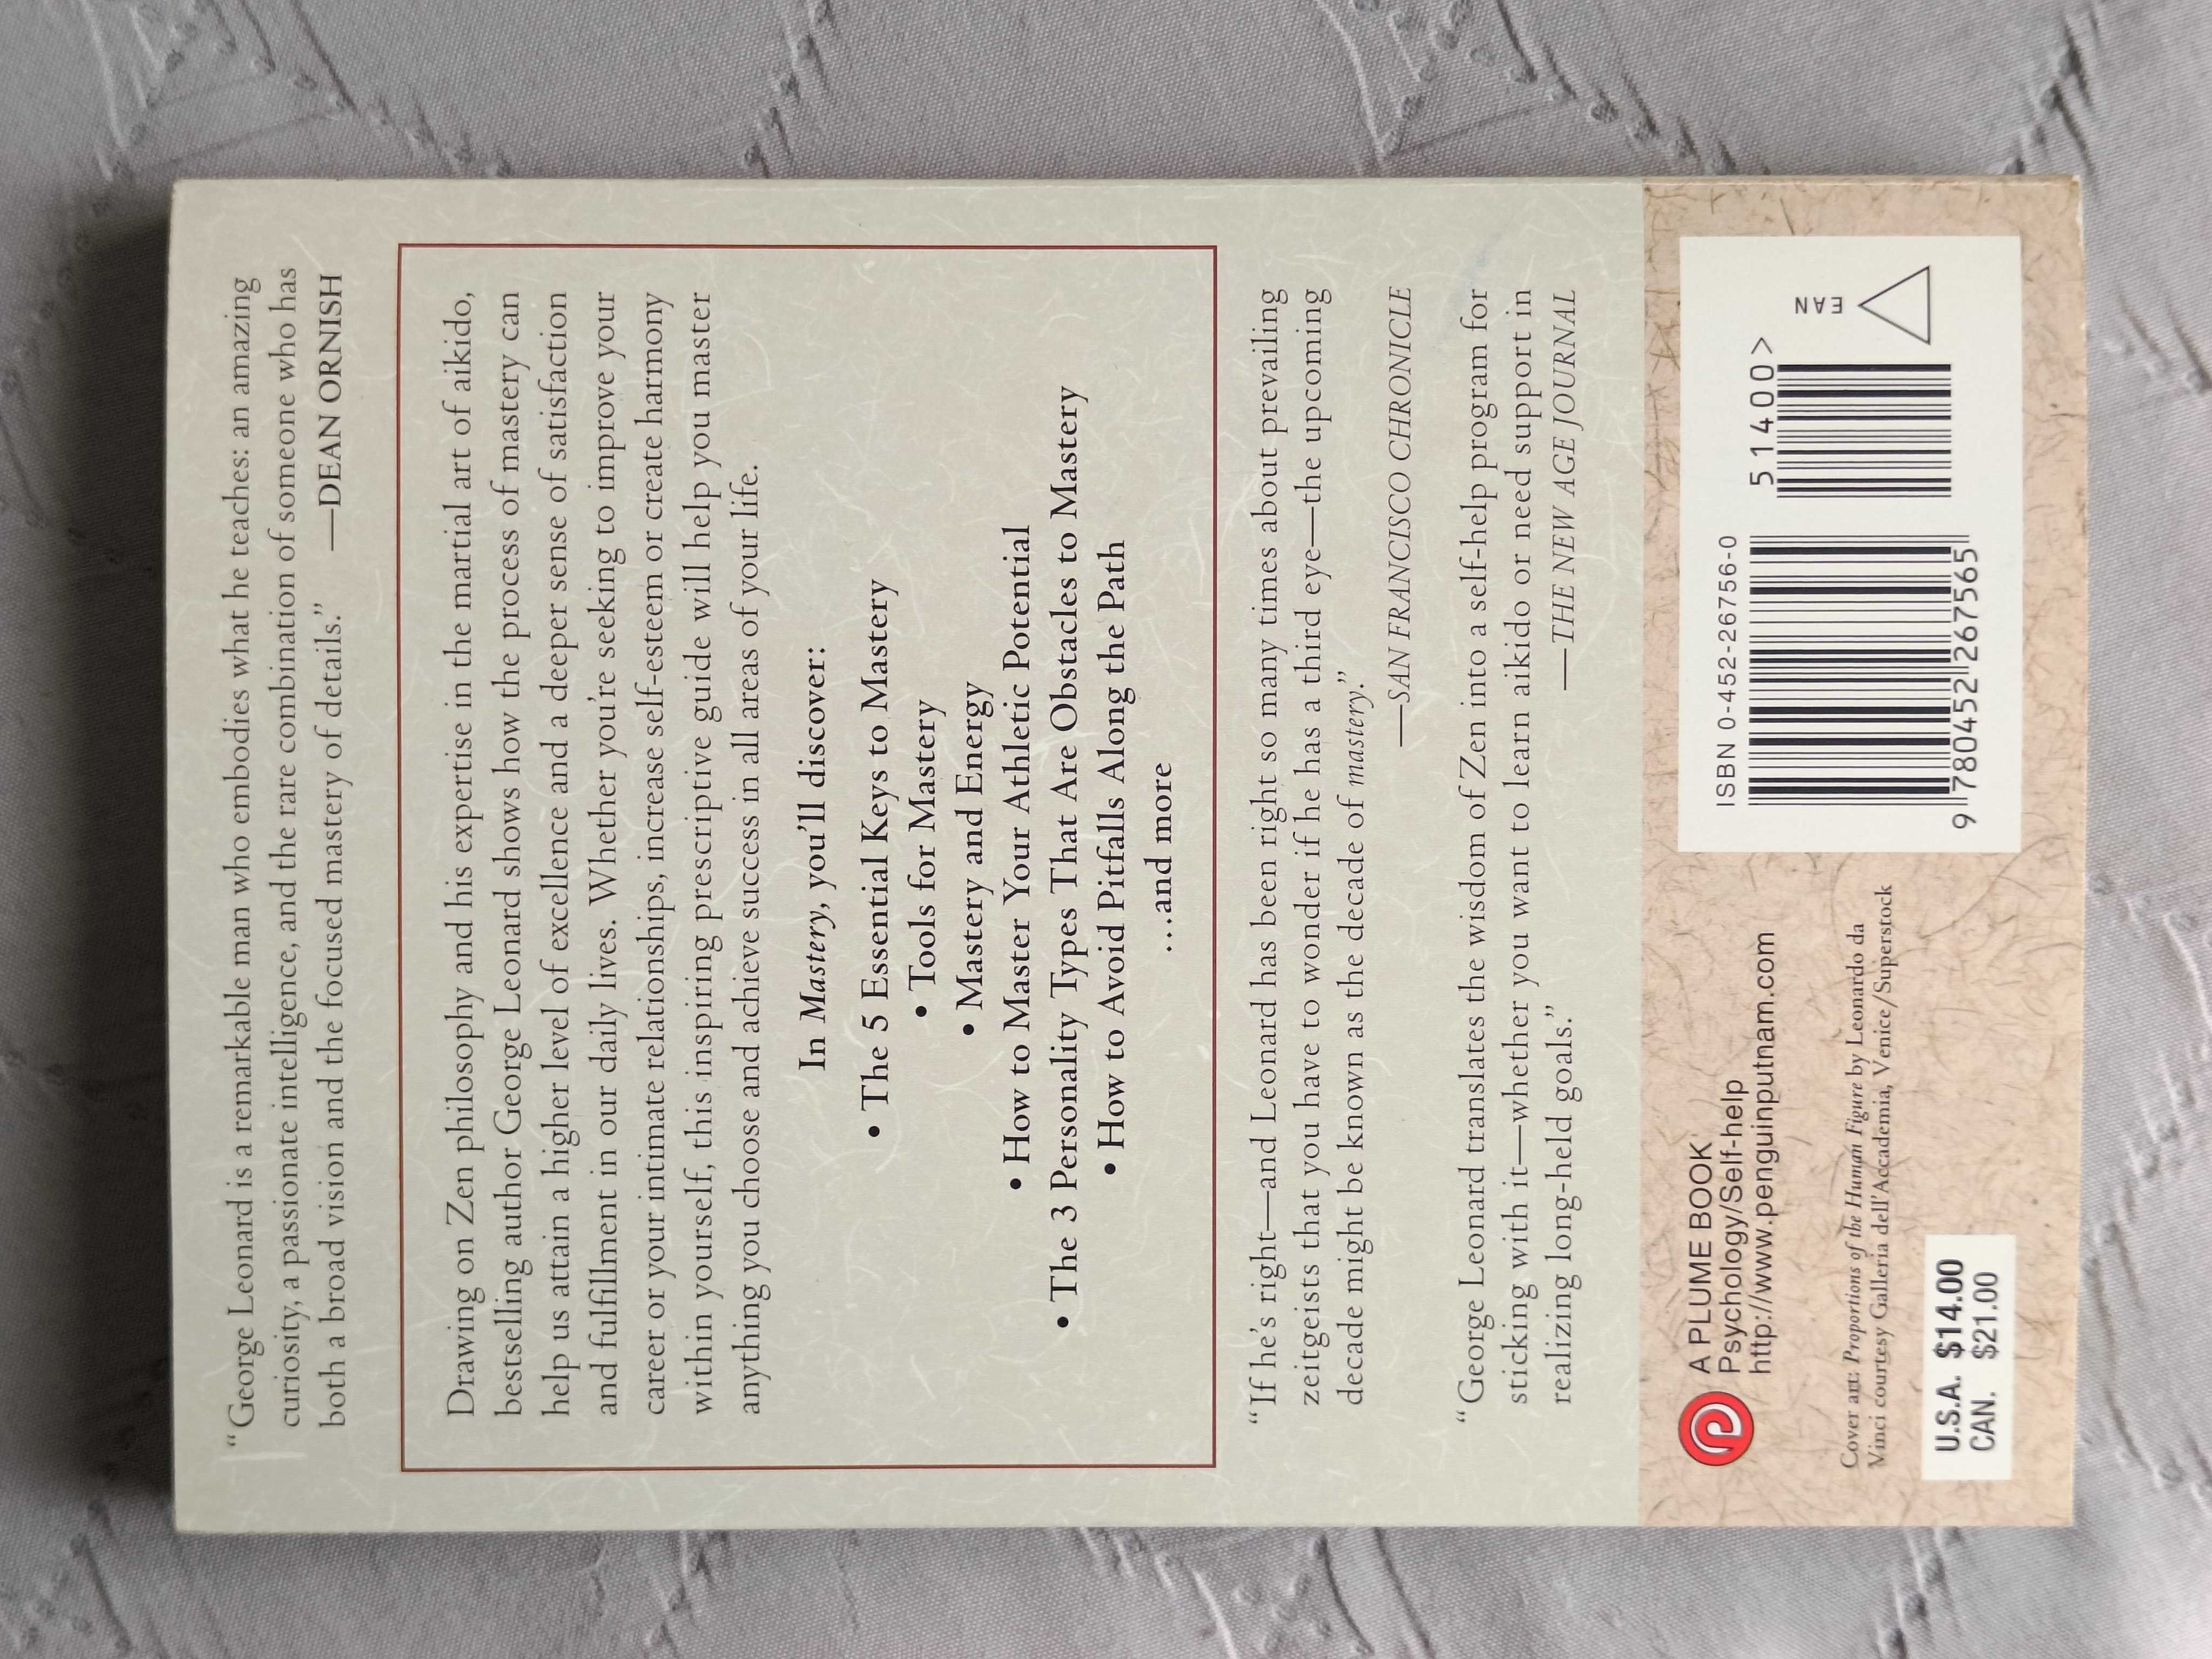 “George Leonard is a remarkable man who embodies what he teaches: an amazing
curiosity, a passionate intelligence, and the rare combination of someone who has
both a broad vision and the focused mastery of details.” —DEAN ORNISH
Drawing on Zen philosophy and his expertise in the martial art of aikido,
bestselling author George Leonard shows how the process of mastery can
help us attain a higher level of excellence and a deeper sense of satisfaction
and fulfillment in our daily lives. Whether you’re seeking to improve your
career or your intimate relationships, increase self-esteem or create harmony
within yourself, this inspiring prescriptive guide will help you master
anything you choose and achieve success in all areas of your life.
In Mastery, you’ll discover:
• The 5 Essential Keys to Mastery
• Tools for Mastery
• Mastery and Energy
• How to Master Your Athletic Potential
• The 3 Personality Types That Are Obstacles to Mastery
• How to Avoid Pitfalls Along the Path
…and more
“If he’s right—and Leonard has been right so many times about prevailing
zeitgeists that you have to wonder if he has a third eye—the upcoming
decade might be known as the decade of mastery.”
—SAN FRANCISCO CHRONICLE
“George Leonard translates the wisdom of Zen into a self-help program for
sticking with it—whether you want to learn aikido or need support in
realizing long-held goals.” —THE NEW AGE JOURNAL
A PLUME BOOK
Psychology/Self-help
http://www.penguinputnam.com
Cover art: Proportions of the Human Figure by Leonardo da
Vinci courtesy Galleria dell’Accademia, Venice/Superstock
U.S.A. $14.00
CAN. $21.00
ISBN 0-452-26756-0
51400>
9 780452 267565
EAN